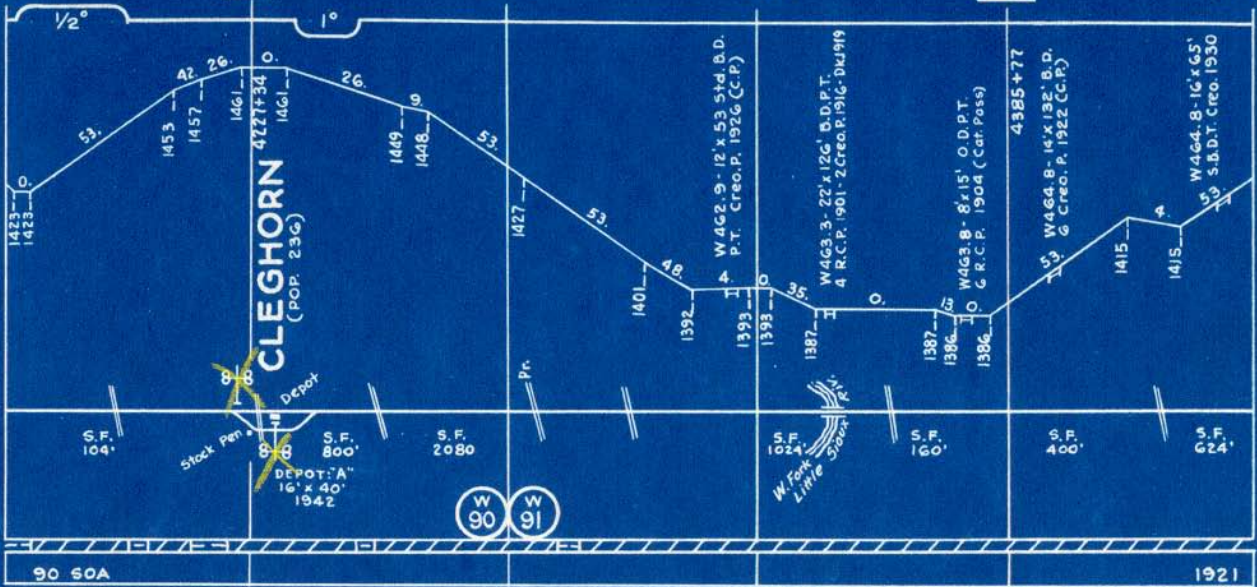 1/2°
1°
53.
42.
26.
0.
26.
9.
53.
53.
48.
4.
0.
35.
0.
13.
0.
53.
4.
53.
0.
1423
1423
1453
1457
1461
4227+34
1461
1449
1448
1427
1401
1392
1393
1393
1387
1387
1386
1386
4385+77
1415
1415
CLEGHORN
(POP. 236)
W462.9-12'x 53 Std. B.D.
P.T. Creo. P. 1926 (C.P.)
W463.3-22'x126' B.D.P.T.
4 R.C.P. 1901-2 Creo.P.1916-Dk.1919
W463.8-8'x15' O.D.P.T.
6 R.C.P. 1904 (Cat. Pass)
W464.8-14'x132' B.D.
6 Creo. P. 1922 (C.P.)
W464.8-16'x65'
S.B.D.T. Creo. 1930
8
8
Depot
Stock Pen
8
8
DEPOT: "A"
16' x 40'
1942
Pr.
W. Fork
Little Sioux
R.
S.F.
104'
S.F.
800'
S.F.
2080
S.F.
1024'
S.F.
160'
S.F.
400'
S.F.
624'
W
90
W
91
90 SOA
1921